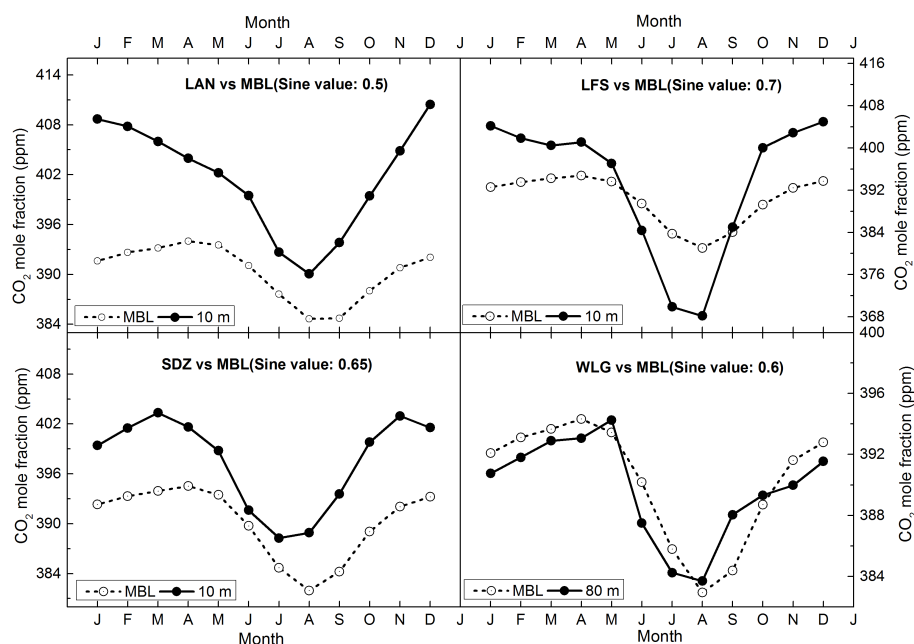 Month
J F M A M J J A S O N D J F M A M J J A S O N D J
LAN vs MBL(Sine value: 0.5)
414
408
402
396
390
384
CO₂ mole fraction (ppm)
MBL 10 m
LFS vs MBL(Sine value: 0.7)
416
408
400
392
384
376
368
CO₂ mole fraction (ppm)
MBL 10 m
SDZ vs MBL(Sine value: 0.65)
408
402
396
390
384
CO₂ mole fraction (ppm)
MBL 10 m
WLG vs MBL(Sine value: 0.6)
400
396
392
388
384
CO₂ mole fraction (ppm)
MBL 80 m
J F M A M J J A S O N D J F M A M J J A S O N D J
Month
Month
Month
J
J